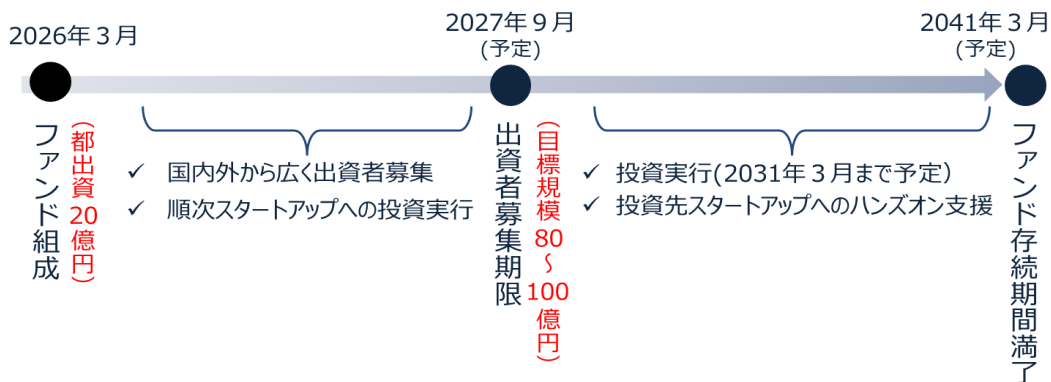 2026年３月
2027年９月
(予定)
2041年３月
(予定)
ファンド組成
(都出資20億円)
✓ 国内外から広く出資者募集
✓ 順次スタートアップへの投資実行
出資者募集期限
(目標規模80～100億円)
✓ 投資実行(2031年３月まで予定)
✓ 投資先スタートアップへのハンズオン支援
ファンド存続期間満了